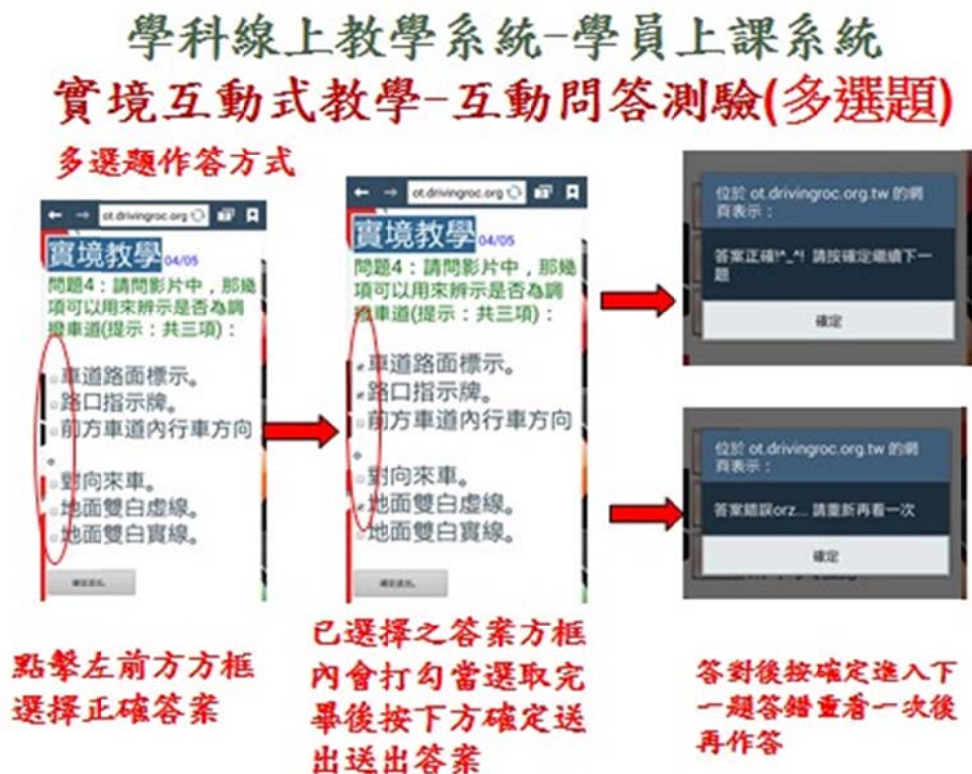 學科線上教學系統-學員上課系統
實境互動式教學-互動問答測驗(多選題)
多選題作答方式
ot.drivingroc.org
實境教學 04/05
問題4：請問影片中，那幾
項可以用來辨示是否為調
撥車道(提示：共三項)：
車道路面標示。
路口指示牌。
前方車道內行車方向
。
對向來車。
地面雙白虛線。
地面雙白實線。
確定送出。
點擊左前方方框
選擇正確答案
ot.drivingroc.org
實境教學 04/05
問題4：請問影片中，那幾
項可以用來辨示是否為調
撥車道(提示：共三項)：
車道路面標示。
路口指示牌。
前方車道內行車方向
。
對向來車。
地面雙白虛線。
地面雙白實線。
確定送出。
已選擇之答案方框
內會打勾當選取完
畢後按下方確定送
出送出答案
位於 ot.drivingroc.org.tw 的網
頁表示：
答案正確!^_^! 請按確定繼續下一
題
確定
位於 ot.drivingroc.org.tw 的網
頁表示：
答案錯誤orz... 請重新再看一次
確定
答對後按確定進入下
一題答錯重看一次後
再作答